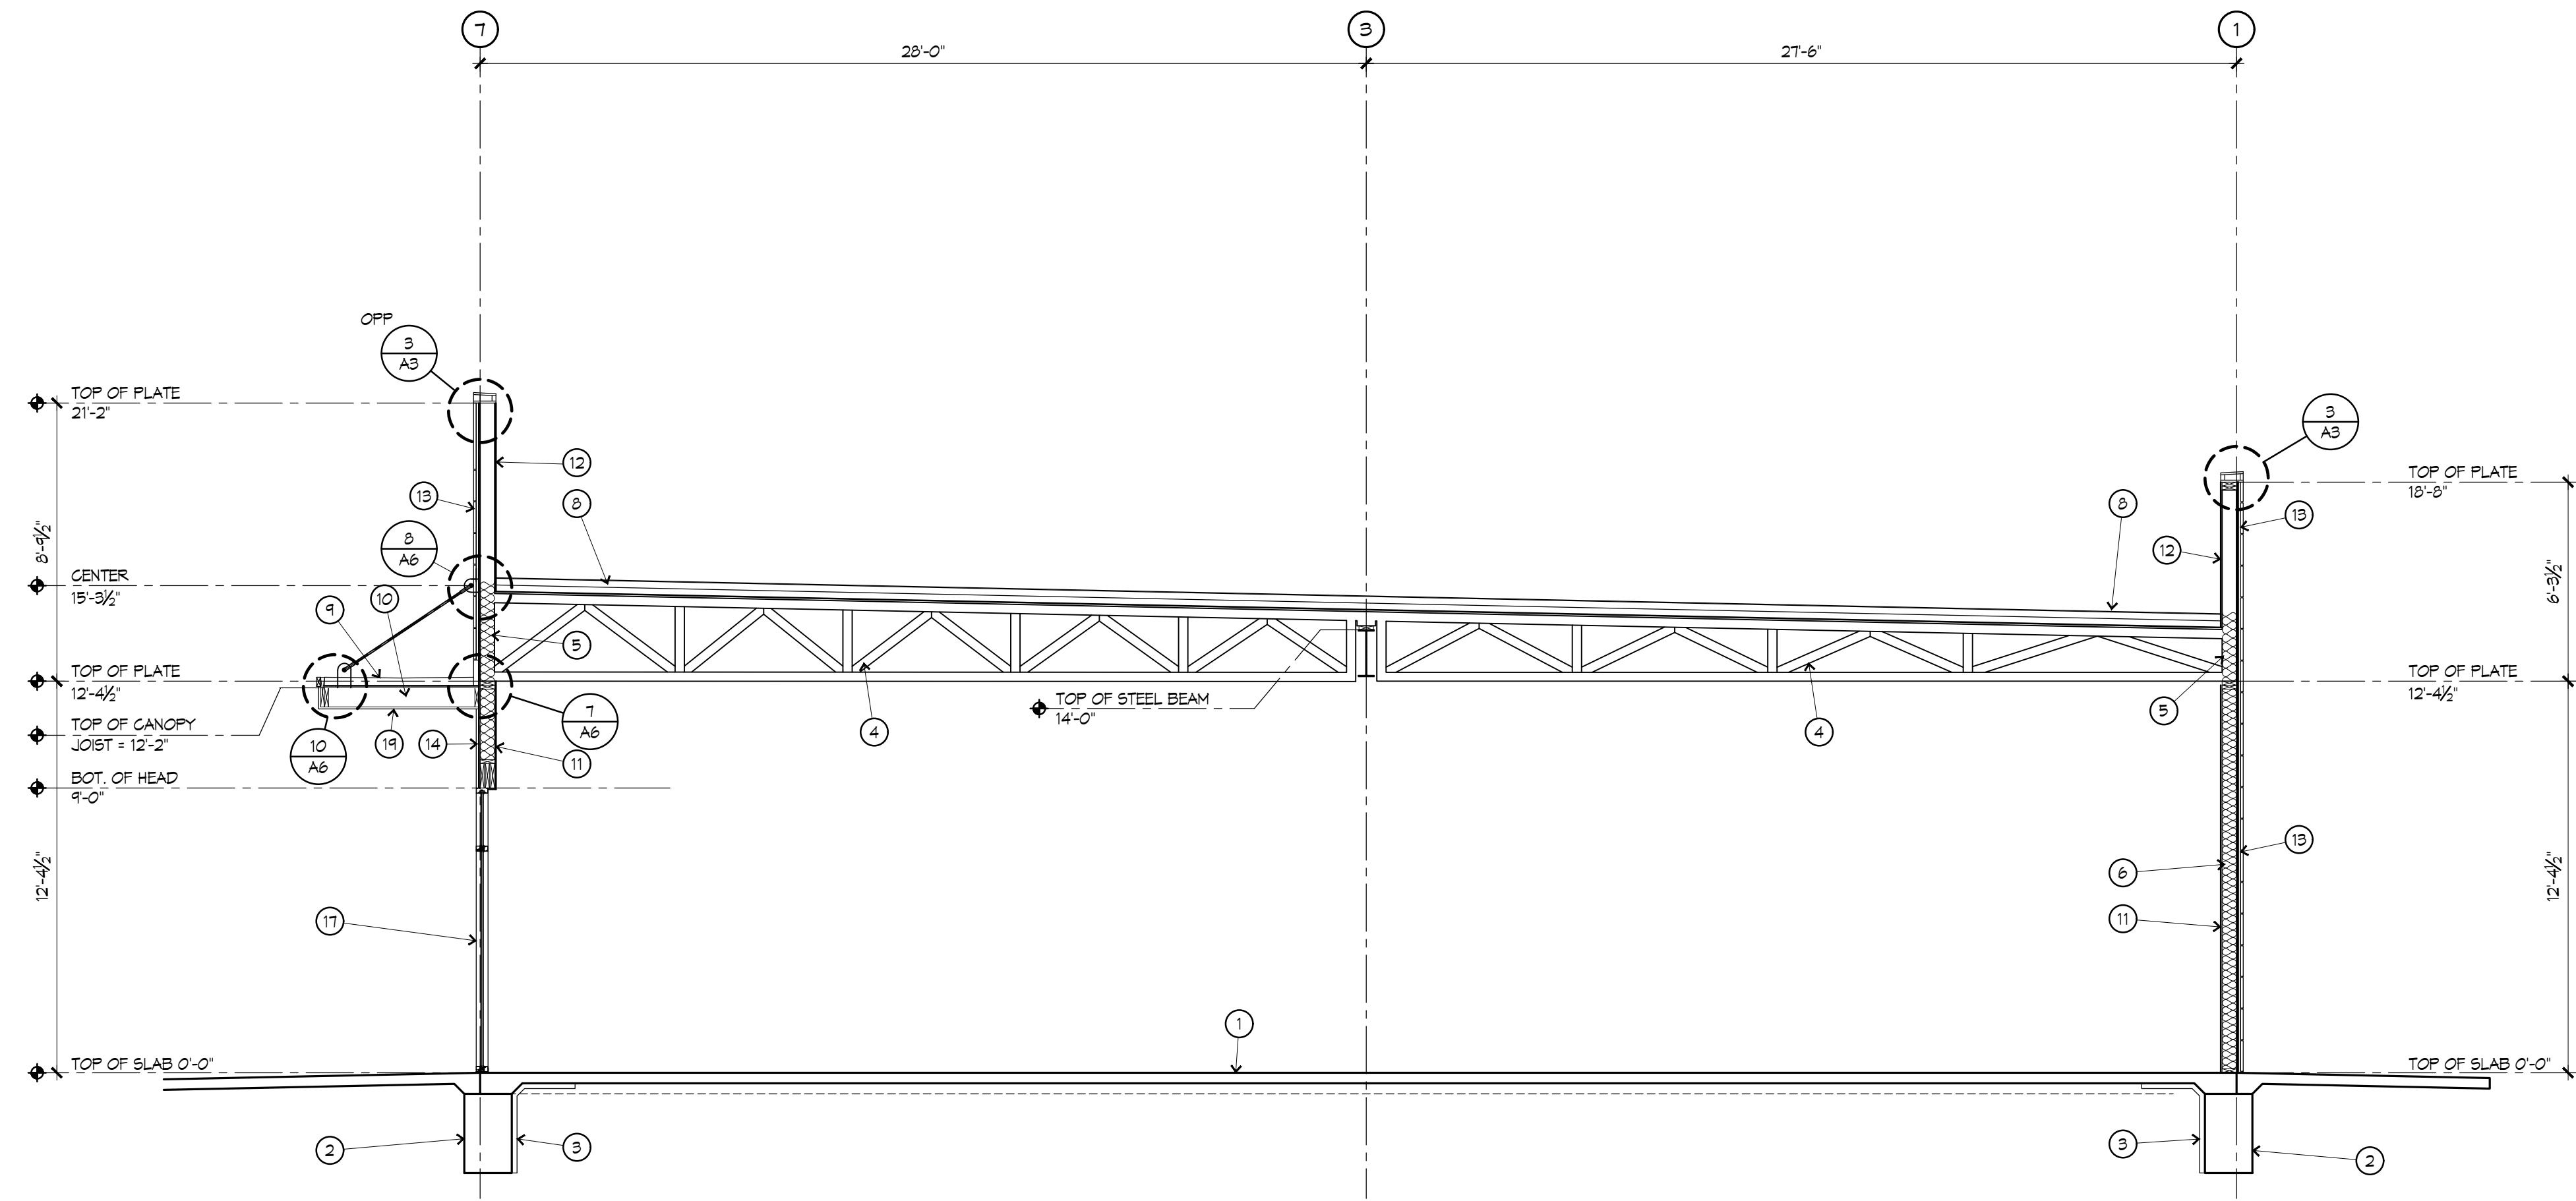 7
3
1
28'-0"
27'-6"
OPP
3
A3
TOP OF PLATE
21'-2"
3
A3
TOP OF PLATE
18'-8"
12
13
8
8
13
12
8'-9½"
8
A6
CENTER
15'-3½"
6'-3½"
9
10
5
TOP OF PLATE
12'-4½"
TOP OF PLATE
12'-4½"
TOP OF STEEL BEAM
14'-0"
7
A6
4
4
5
TOP OF CANOPY
JOIST = 12'-2"
10
A6
19
14
11
BOT. OF HEAD
9'-0"
12'-4½"
13
6
12'-4½"
17
11
1
TOP OF SLAB 0'-0"
TOP OF SLAB 0'-0"
2
3
3
2